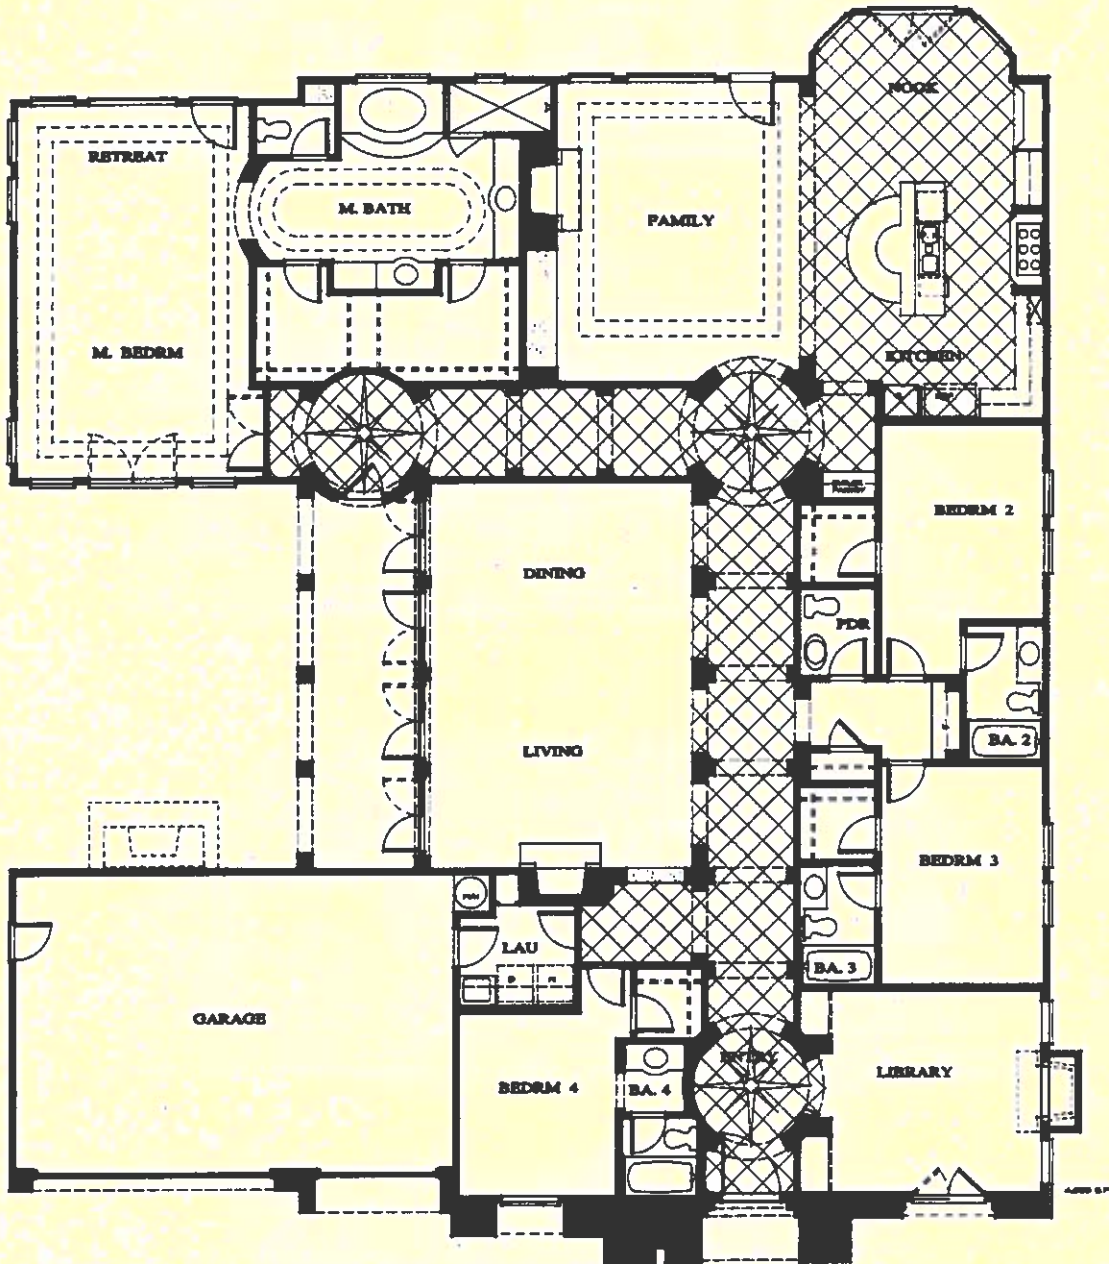 NOOK
RETREAT
M. BATH
FAMILY
M. BEDRM
KITCHEN
BEDRM 2
DINING
PDR
LIVING
BA. 2
BEDRM 3
LAU
BA. 3
GARAGE
ENTRY
LIBRARY
BEDRM 4
BA. 4